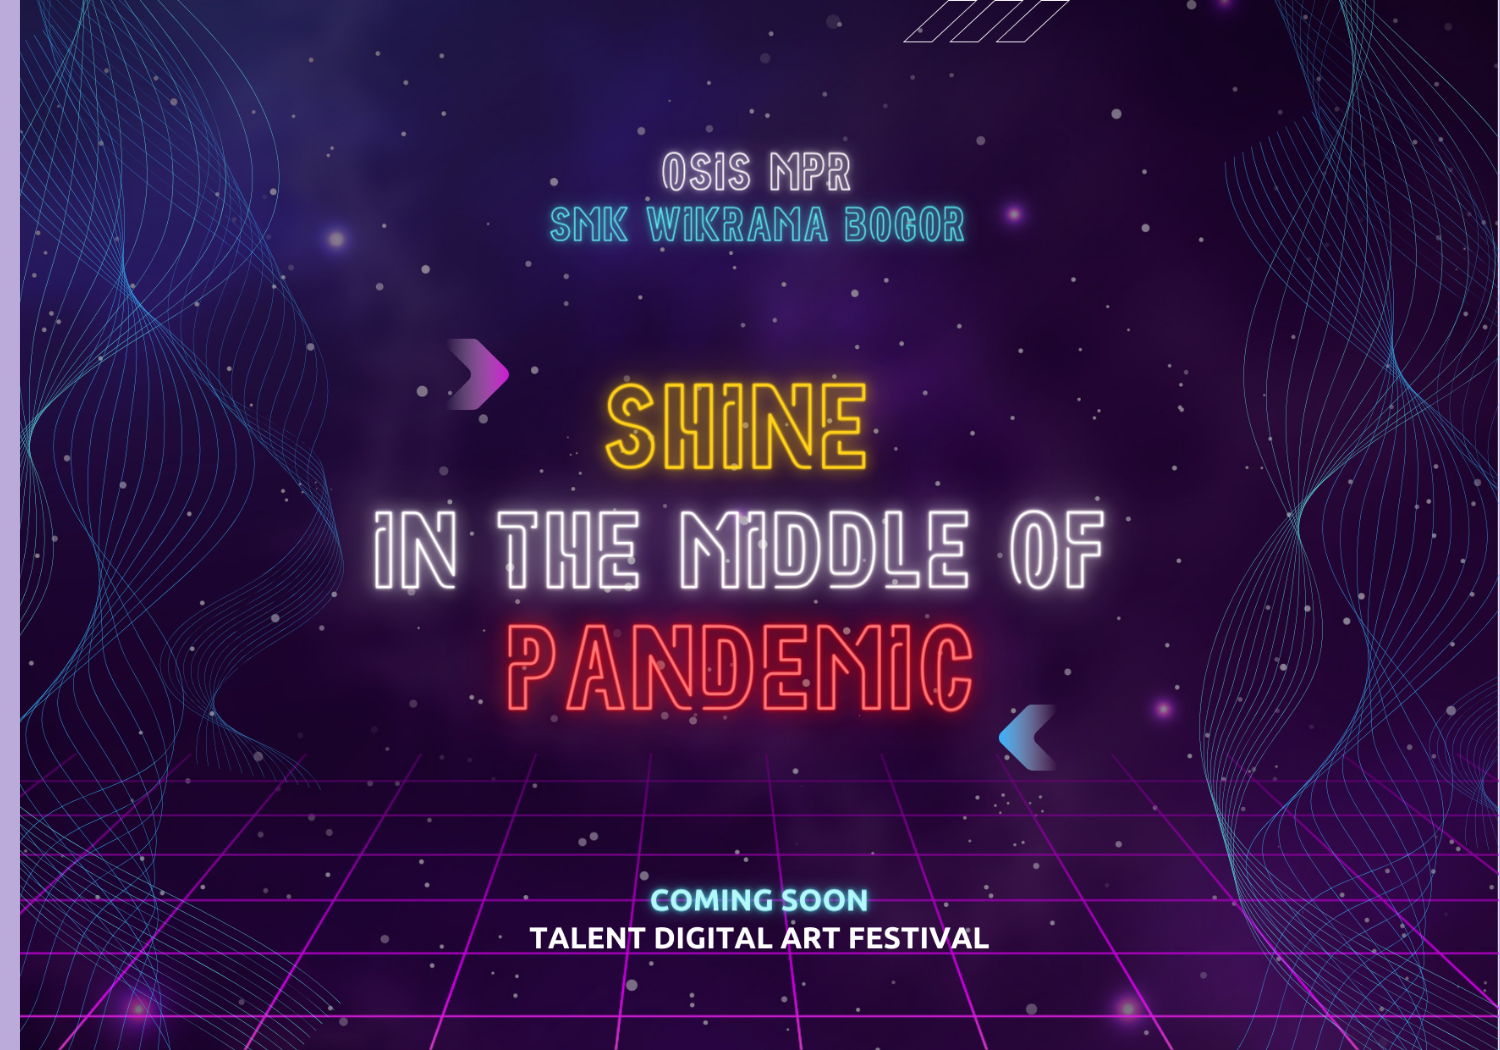 OSIS MPR
SMK WIKRAMA BOGOR
SHINE
IN THE MIDDLE OF
PANDEMIC
COMING SOON
TALENT DIGITAL ART FESTIVAL